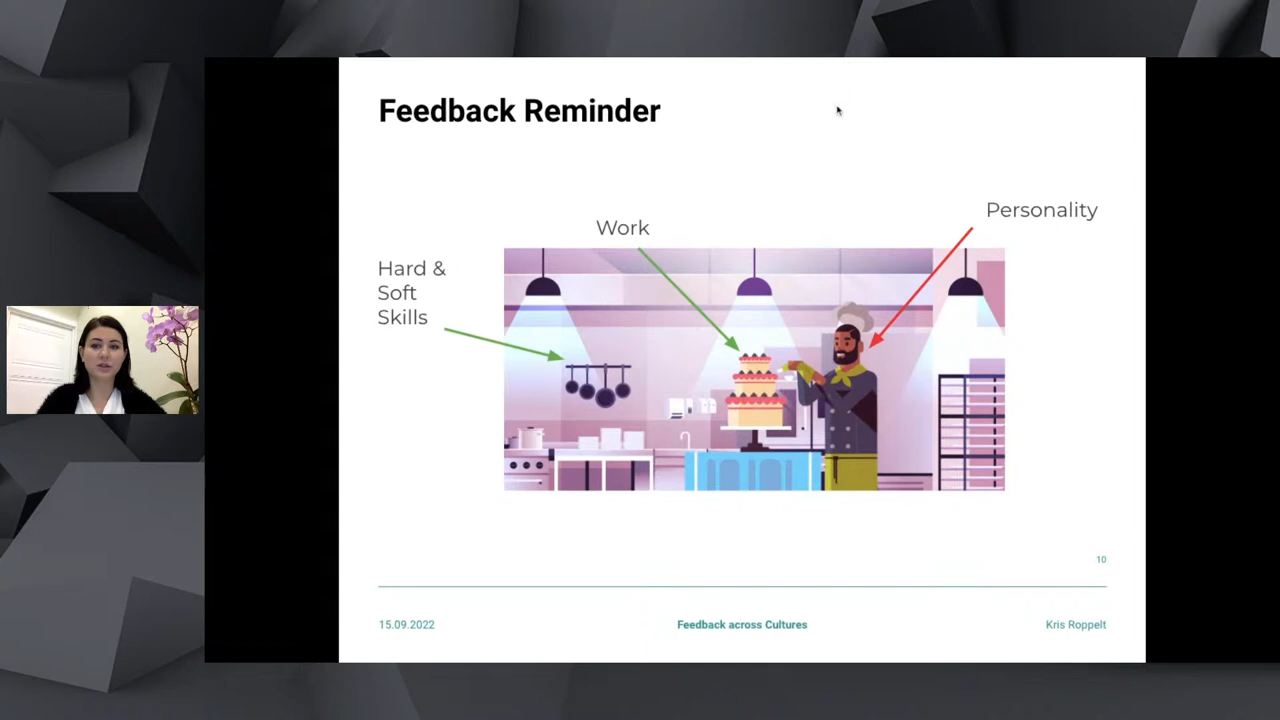 Feedback Reminder
Personality
Work
Hard &
Soft
Skills
10
15.09.2022
Feedback across Cultures
Kris Roppelt